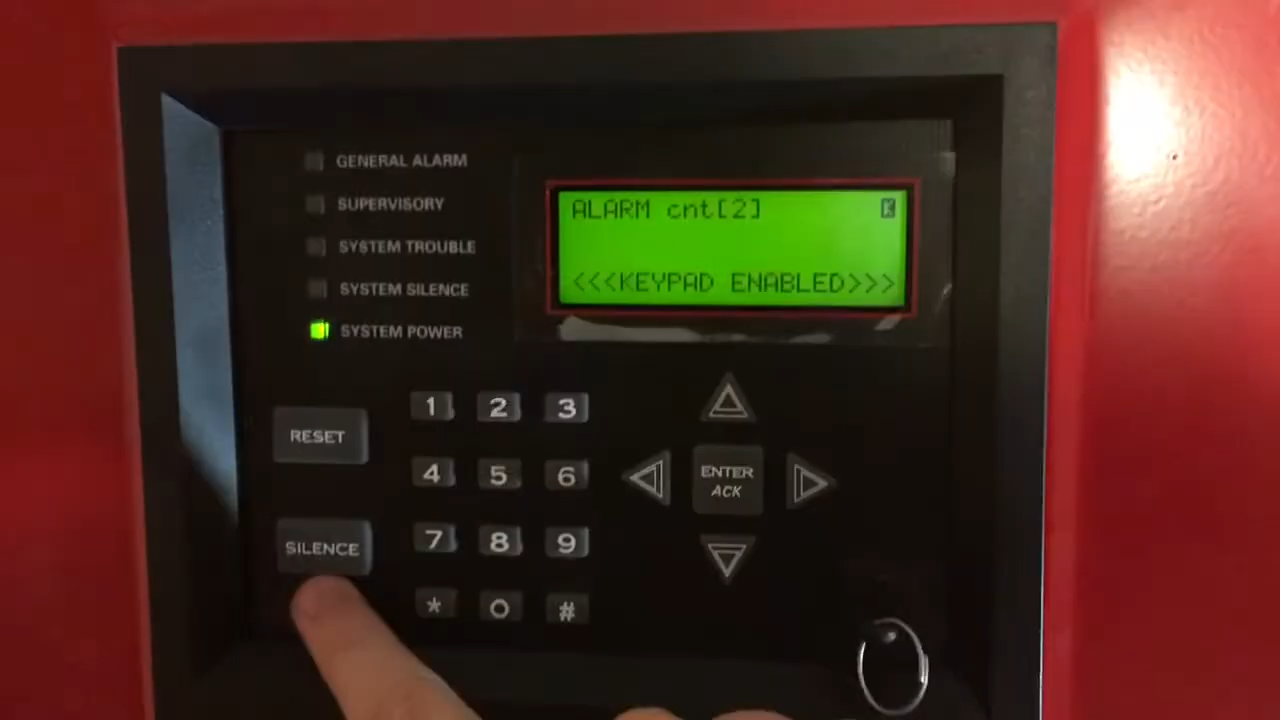 GENERAL ALARM
SUPERVISORY
SYSTEM TROUBLE
SYSTEM SILENCE
SYSTEM POWER
ALARM cnt[2] K
<<<KEYPAD ENABLED>>>
RESET
SILENCE
1 2 3
4 5 6
7 8 9
* 0 #
ENTER
ACK